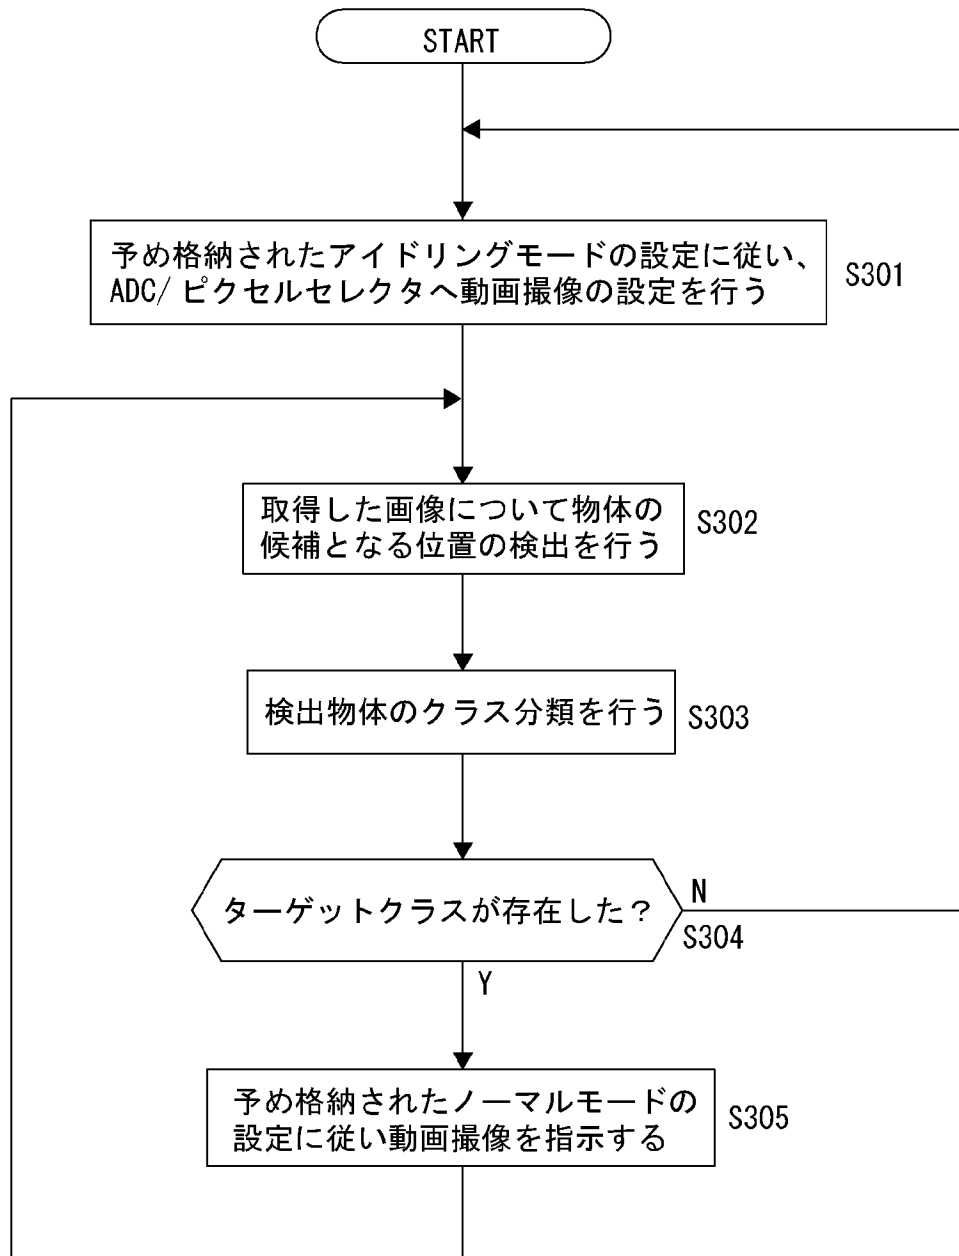 START
予め格納されたアイドリングモードの設定に従い、
ADC/ピクセルセレクタへ動画撮像の設定を行う
S301
取得した画像について物体の
候補となる位置の検出を行う
S302
検出物体のクラス分類を行う
S303
ターゲットクラスが存在した？
N
S304
Y
予め格納されたノーマルモードの
設定に従い動画撮像を指示する
S305